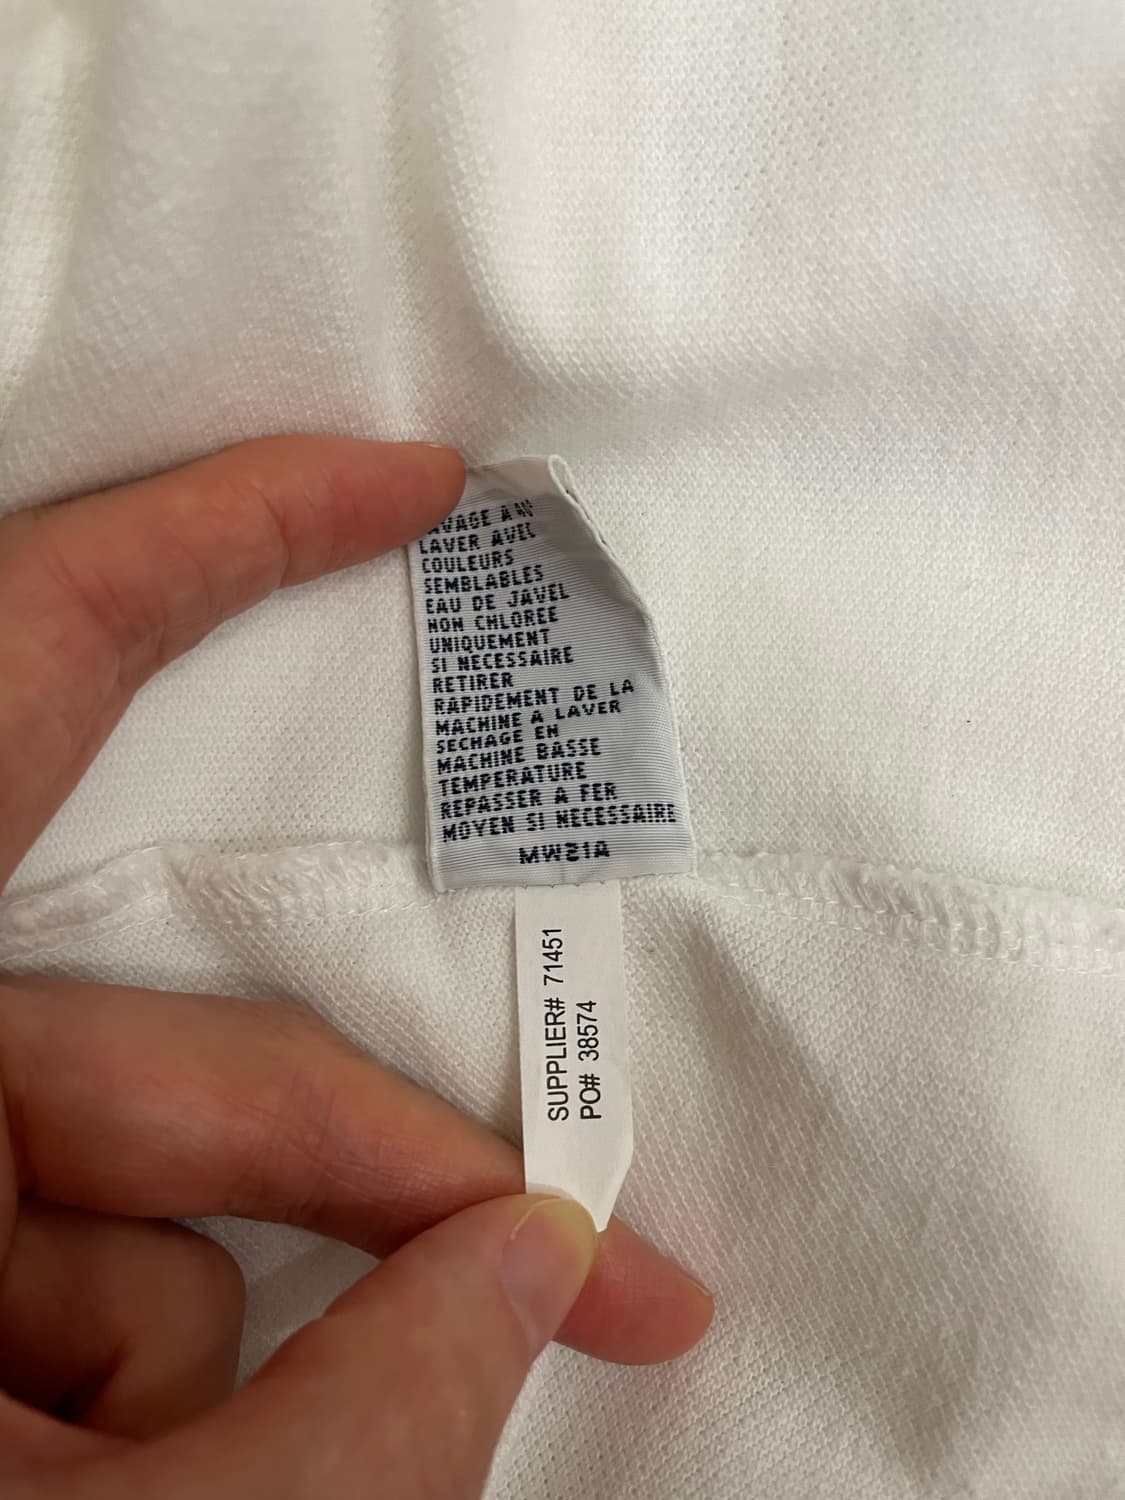 LAVER AVEC
COULEURS
SEMBLABLES
EAU DE JAVEL
NON CHLOREE
UNIQUEMENT
SI NECESSAIRE
RETIRER
RAPIDEMENT DE LA
MACHINE A LAVER
SECHAGE EN
MACHINE BASSE
TEMPERATURE
REPASSER A FER
MOYEN SI NECESSAIRE
MW21A
SUPPLIER# 71451
PO# 38574